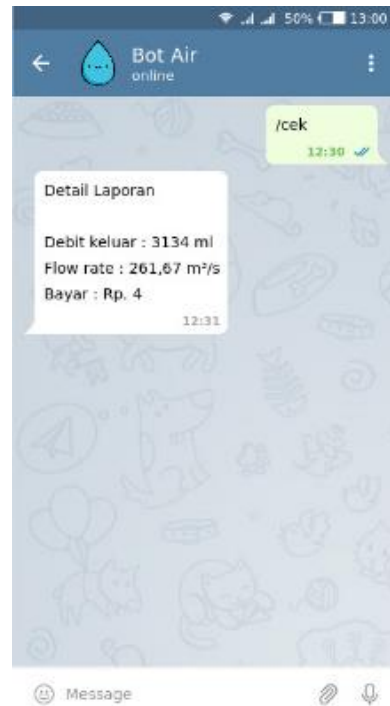 50% 13:00
Bot Air
online
/cek
12:30
Detail Laporan
Debit keluar : 3134 ml
Flow rate : 261,67 m³/s
Bayar : Rp. 4
12:31
Message